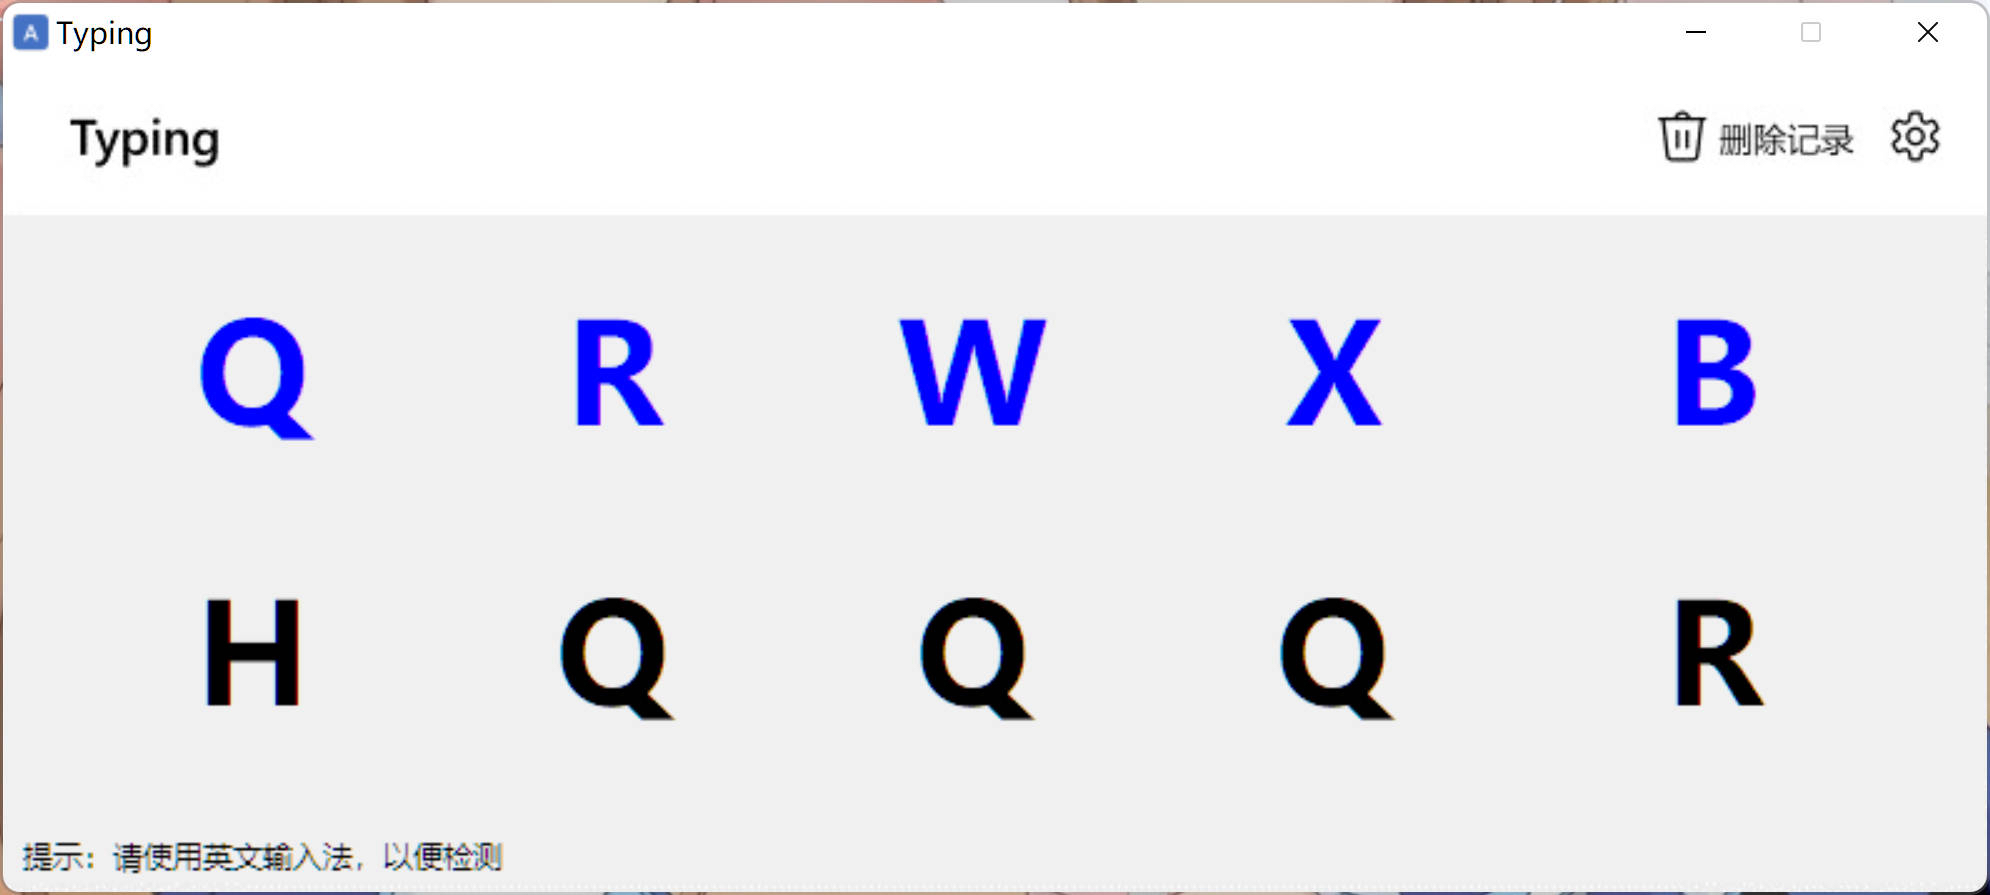 A Typing
Typing 删除记录
Q R W X B
H Q Q Q R
提示：请使用英文输入法，以便检测